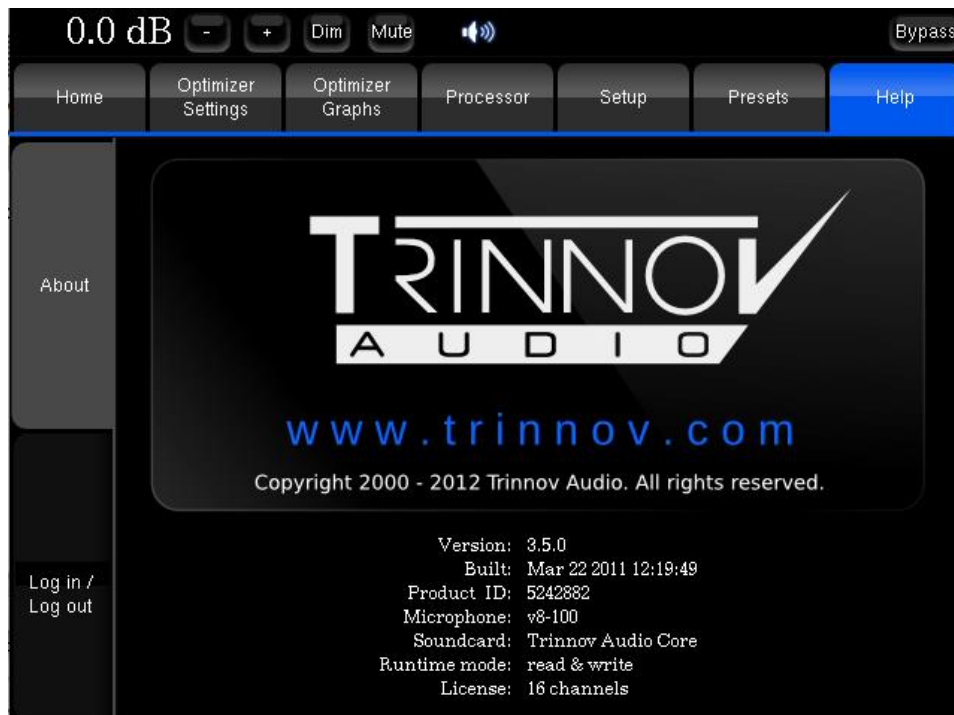 0.0 dB - + Dim Mute Bypass
Home Optimizer Settings Optimizer Graphs Processor Setup Presets Help
About
TRINNOV
AUDIO
www.trinnov.com
Copyright 2000 - 2012 Trinnov Audio. All rights reserved.
Version: 3.5.0
Built: Mar 22 2011 12:19:49
Product ID: 5242882
Microphone: v8-100
Soundcard: Trinnov Audio Core
Runtime mode: read & write
License: 16 channels
Log in /
Log out